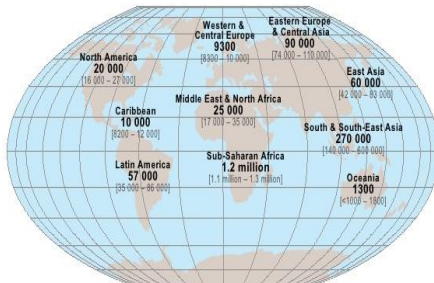 Western &
Central Europe
9300
[8300 – 10 000]
Eastern Europe
& Central Asia
90 000
[74 000 – 110 000]
North America
20 000
[16 000 – 27 000]
East Asia
60 000
[42 000 – 93 000]
Middle East & North Africa
25 000
[17 000 – 35 000]
Caribbean
10 000
[8200 – 12 000]
South & South-East Asia
270 000
[140 000 – 600 000]
Latin America
57 000
[35 000 – 86 000]
Sub-Saharan Africa
1.2 million
[1.1 million – 1.3 million]
Oceania
1300
[<1000 – 1800]